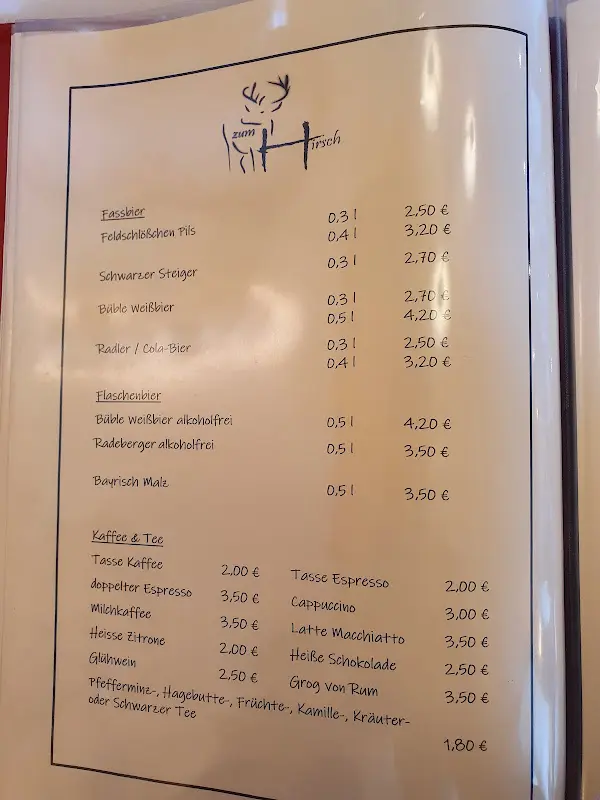 zum Hirsch
Fassbier
Feldschlößchen Pils 0,3 l 2,50 €
0,4 l 3,20 €
Schwarzer Steiger 0,3 l 2,70 €
Büble Weißbier 0,3 l 2,70 €
0,5 l 4,20 €
Radler / Cola-Bier 0,3 l 2,50 €
0,4 l 3,20 €
Flaschenbier
Büble Weißbier alkoholfrei 0,5 l 4,20 €
Radeberger alkoholfrei 0,5 l 3,50 €
Bayrisch Malz 0,5 l 3,50 €
Kaffee & Tee
Tasse Kaffee 2,00 € Tasse Espresso 2,00 €
doppelter Espresso 3,50 € Cappuccino 3,00 €
Milchkaffee 3,50 € Latte Macchiatto 3,50 €
Heisse Zitrone 2,00 € Heiße Schokolade 2,50 €
Glühwein 2,50 € Grog von Rum 3,50 €
Pfefferminz-, Hagebutte-, Früchte-, Kamille-, Kräuter-
oder Schwarzer Tee 1,80 €